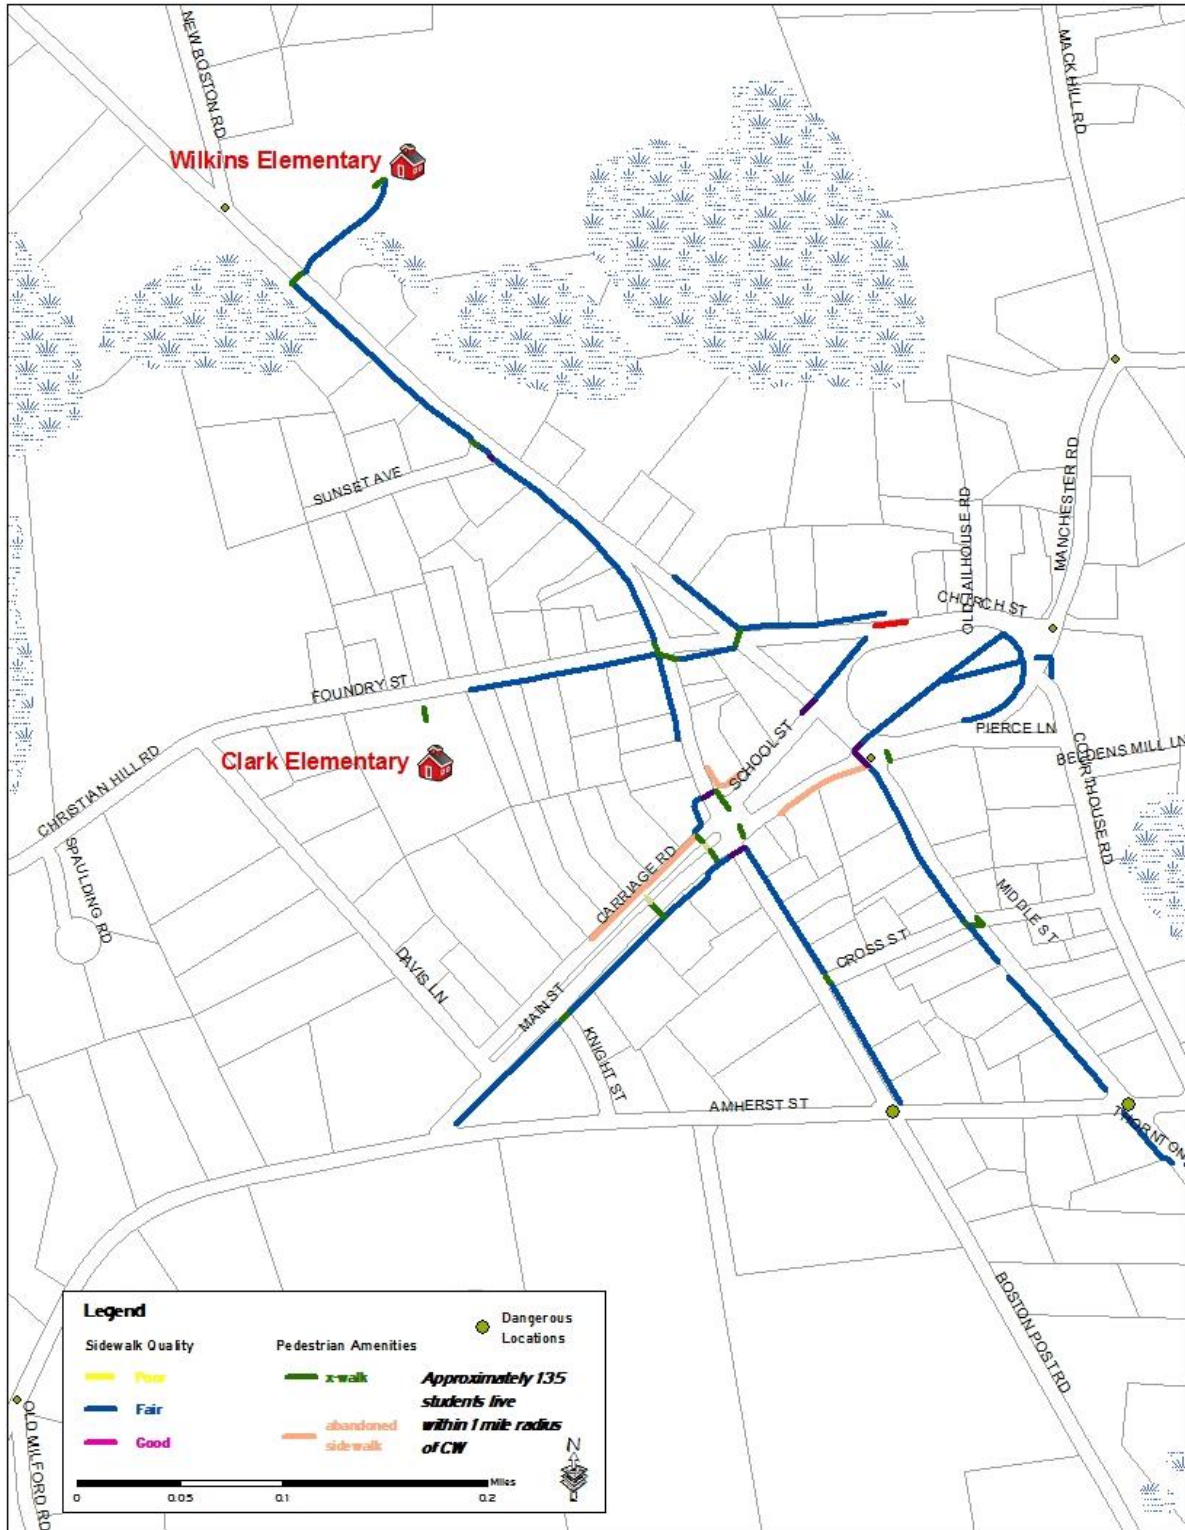 NEW BOSTON RD
MACK HILL RD
Wilkins Elementary
SUNSET AVE
OLD JAILHOUSE RD
MANCHESTER RD
CHURCH ST
FOUNDRY ST
PIERCE LN
SCHOOL ST
BELDENS MILL LN
Clark Elementary
CHRISTIAN HILL RD
COURTHOUSE RD
SPAULDING RD
CARRIAGE RD
MIDDLE ST
CROSS ST
DAVIS LN
MAIN ST
KNIGHT ST
AMHERST ST
THORNTON
BOSTON POST RD
OLD MILFORD RD
Legend
Dangerous
Locations
Sidewalk Quality
Pedestrian Amenities
Poor
x-walk
Fair
abandoned
sidewalk
Good
Approximately 135
students live
within 1 mile radius
of CW
N
Miles
0
0.05
0.1
0.2